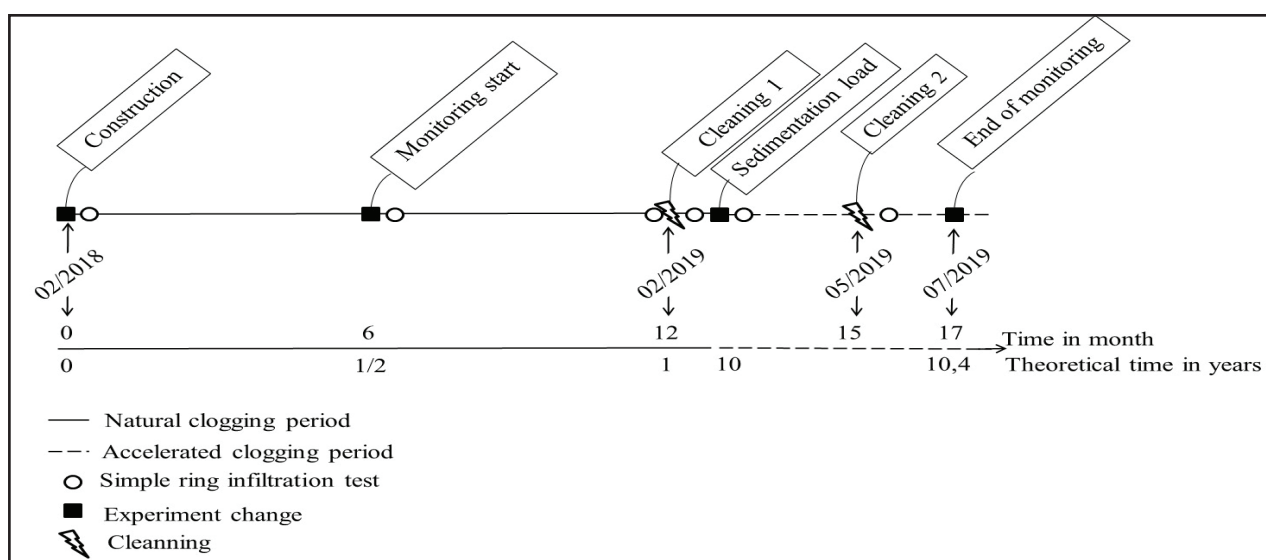 Construction
Monitoring start
Cleaning 1
Sedimentation load
Cleaning 2
End of monitoring
02/2018
02/2019
05/2019
07/2019
0 6 12 15 17 Time in month
0 1/2 1 10 10,4 Theoretical time in years
Natural clogging period
Accelerated clogging period
Simple ring infiltration test
Experiment change
Cleanning